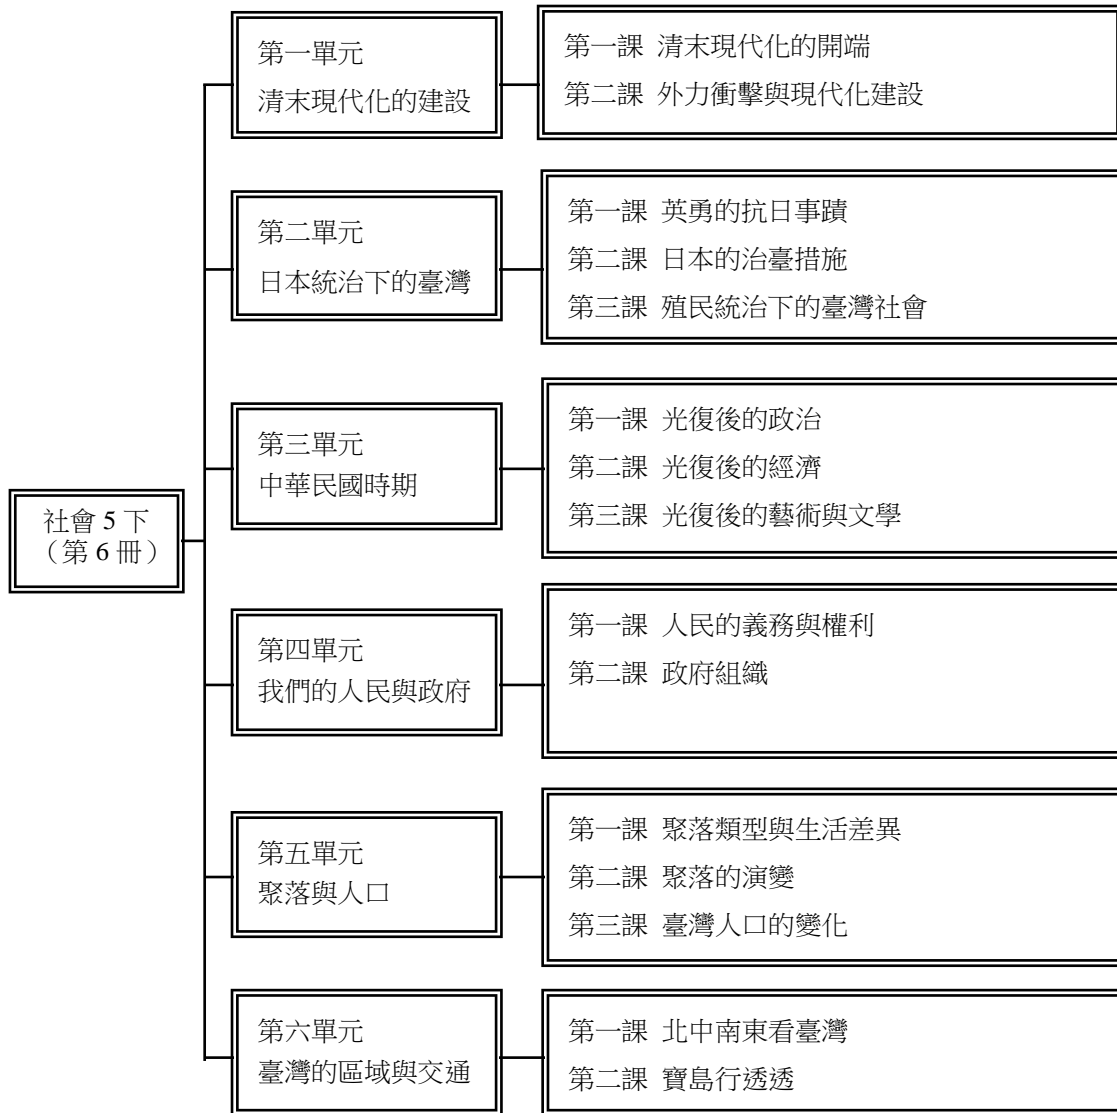 第一單元
清末現代化的建設
第一課 清末現代化的開端
第二課 外力衝擊與現代化建設
第二單元
日本統治下的臺灣
第一課 英勇的抗日事蹟
第二課 日本的治臺措施
第三課 殖民統治下的臺灣社會
第三單元
中華民國時期
第一課 光復後的政治
第二課 光復後的經濟
第三課 光復後的藝術與文學
社會 5 下
（第 6 冊）
第四單元
我們的人民與政府
第一課 人民的義務與權利
第二課 政府組織
第五單元
聚落與人口
第一課 聚落類型與生活差異
第二課 聚落的演變
第三課 臺灣人口的變化
第六單元
臺灣的區域與交通
第一課 北中南東看臺灣
第二課 寶島行透透